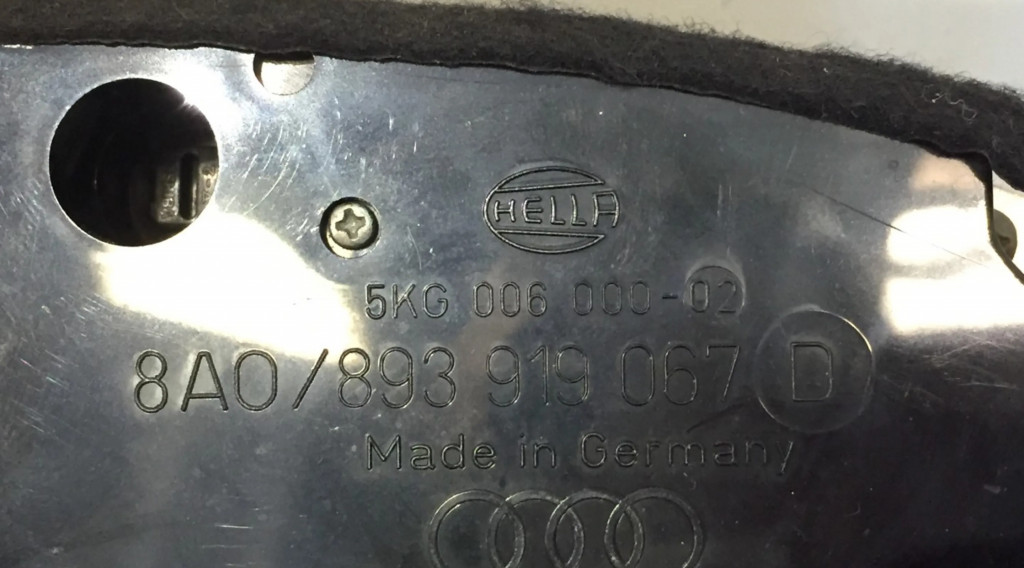 HELLA
5KG 006 000-02
8A0/893 919 067 D
Made in Germany